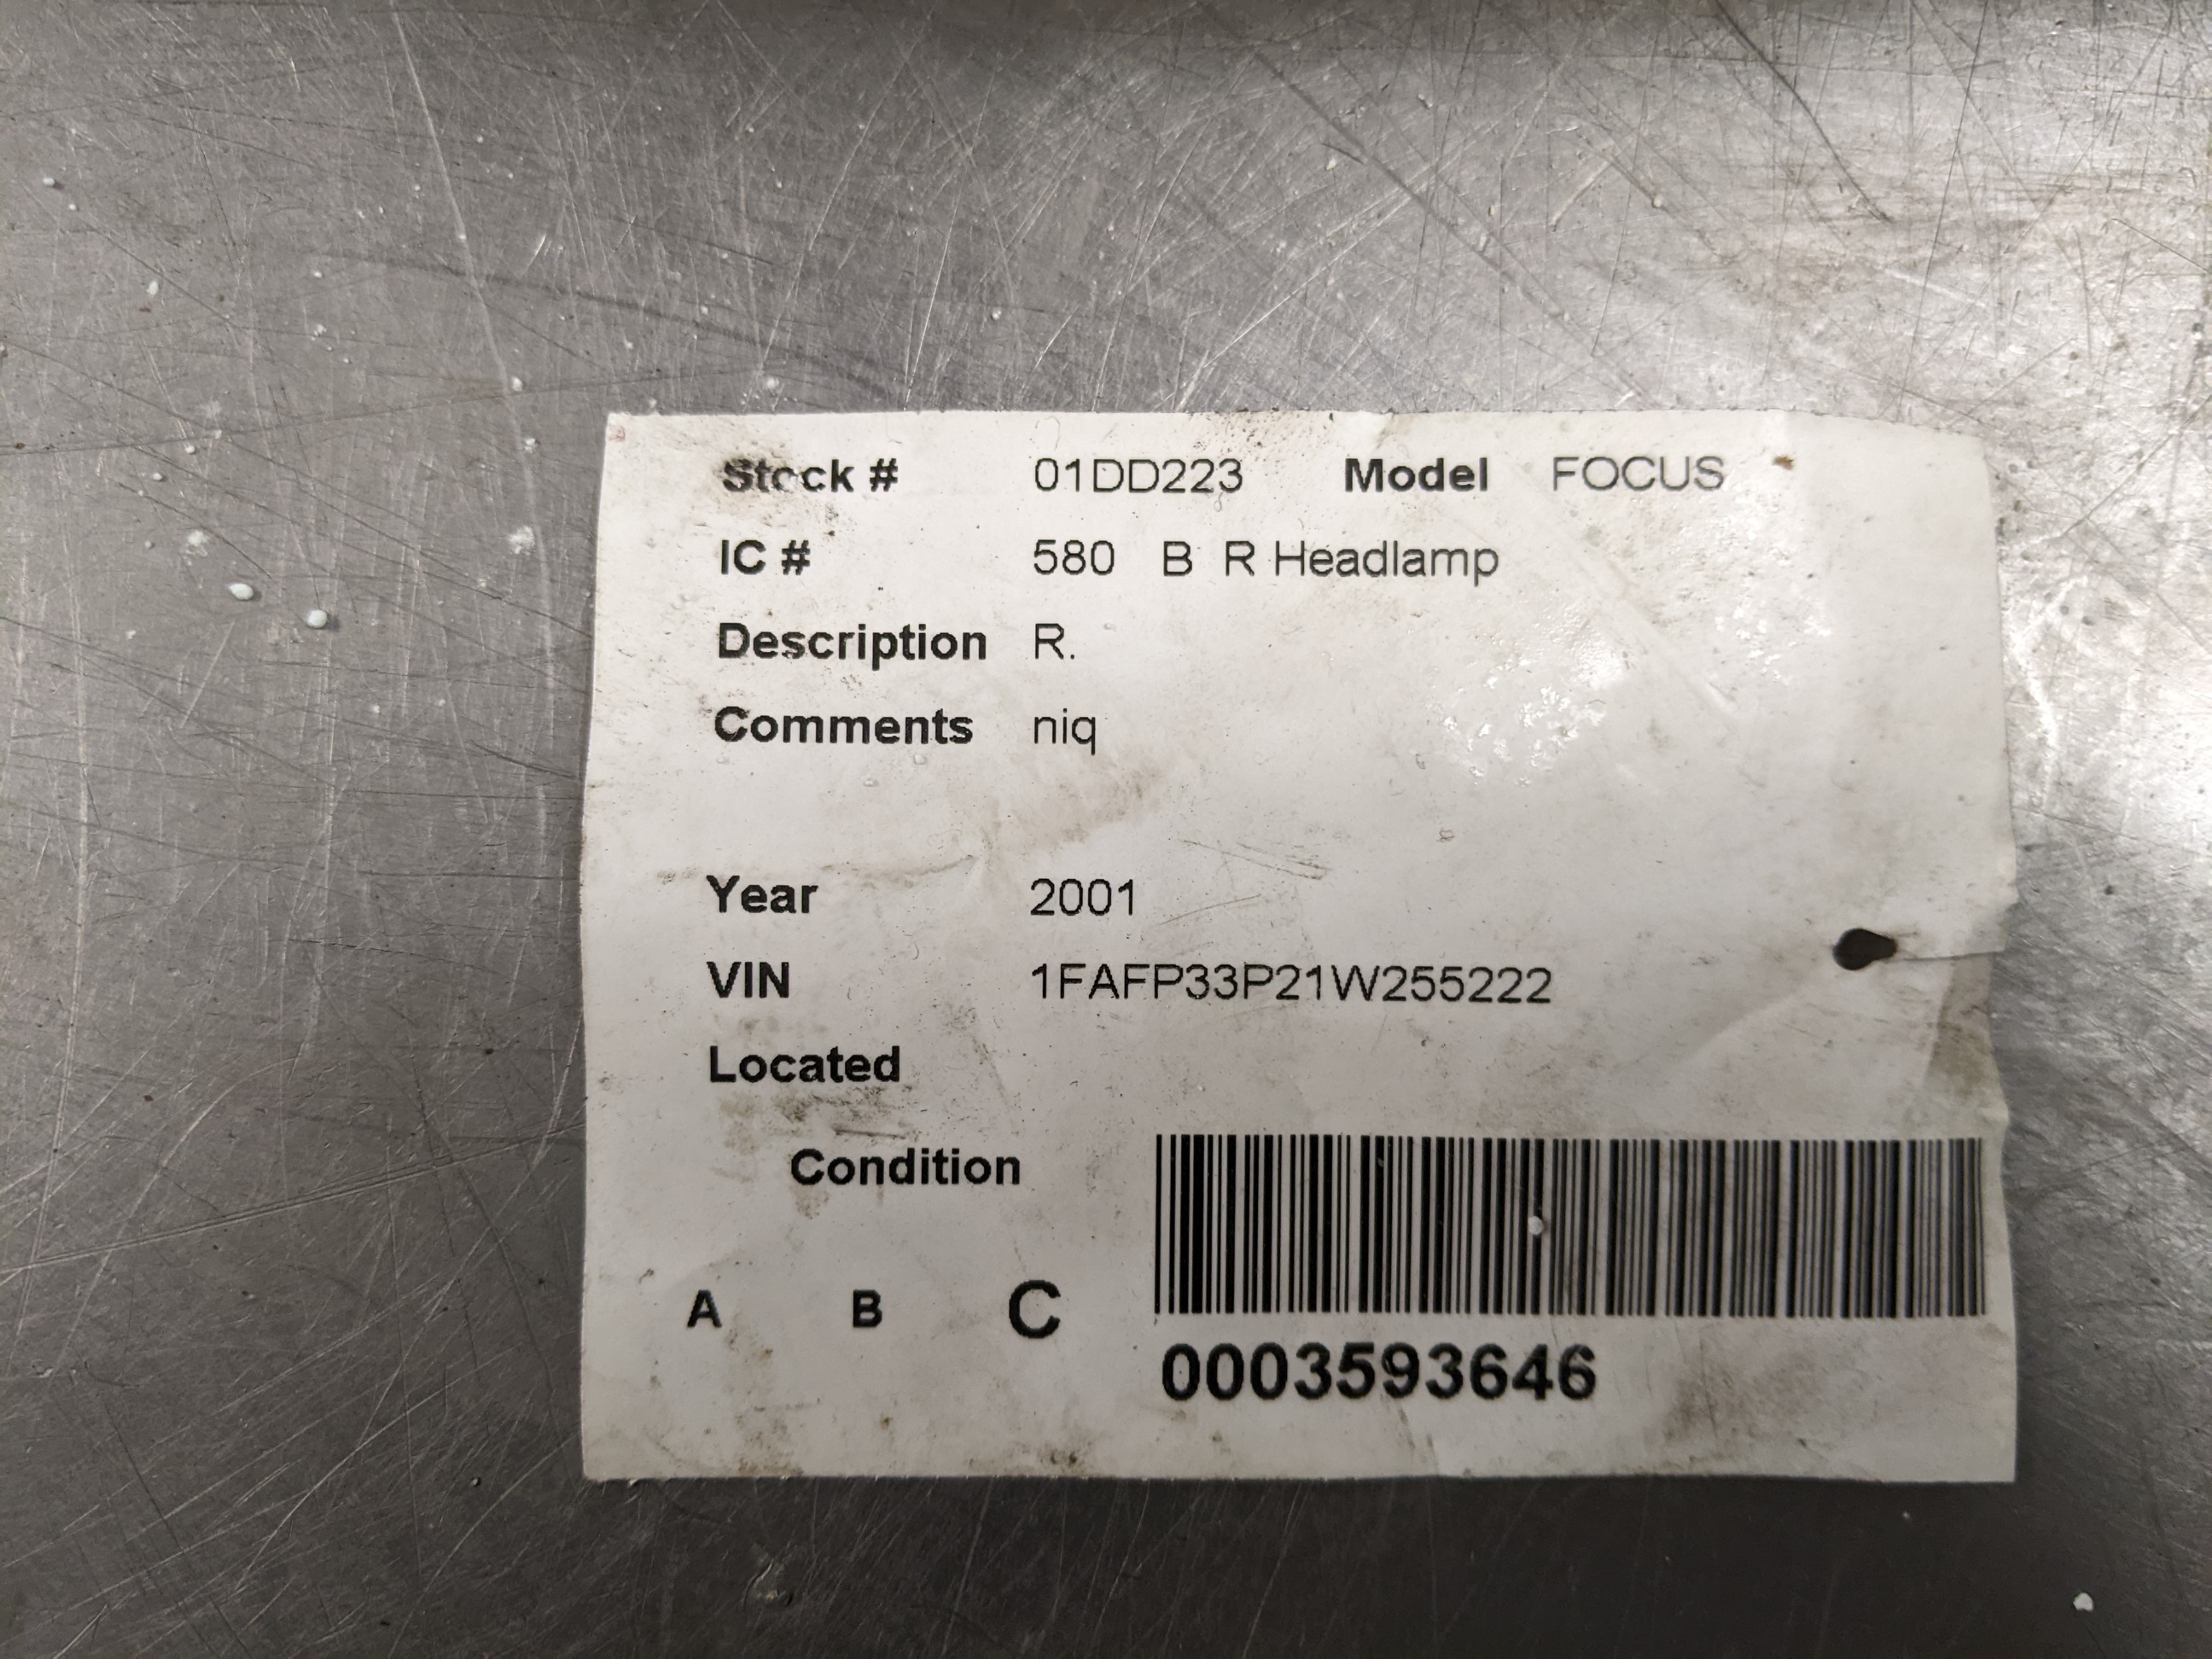 Stock # 01DD223 Model FOCUS
IC # 580 B R Headlamp
Description R.
Comments niq
Year 2001
VIN 1FAFP33P21W255222
Located
Condition
A B C
0003593646